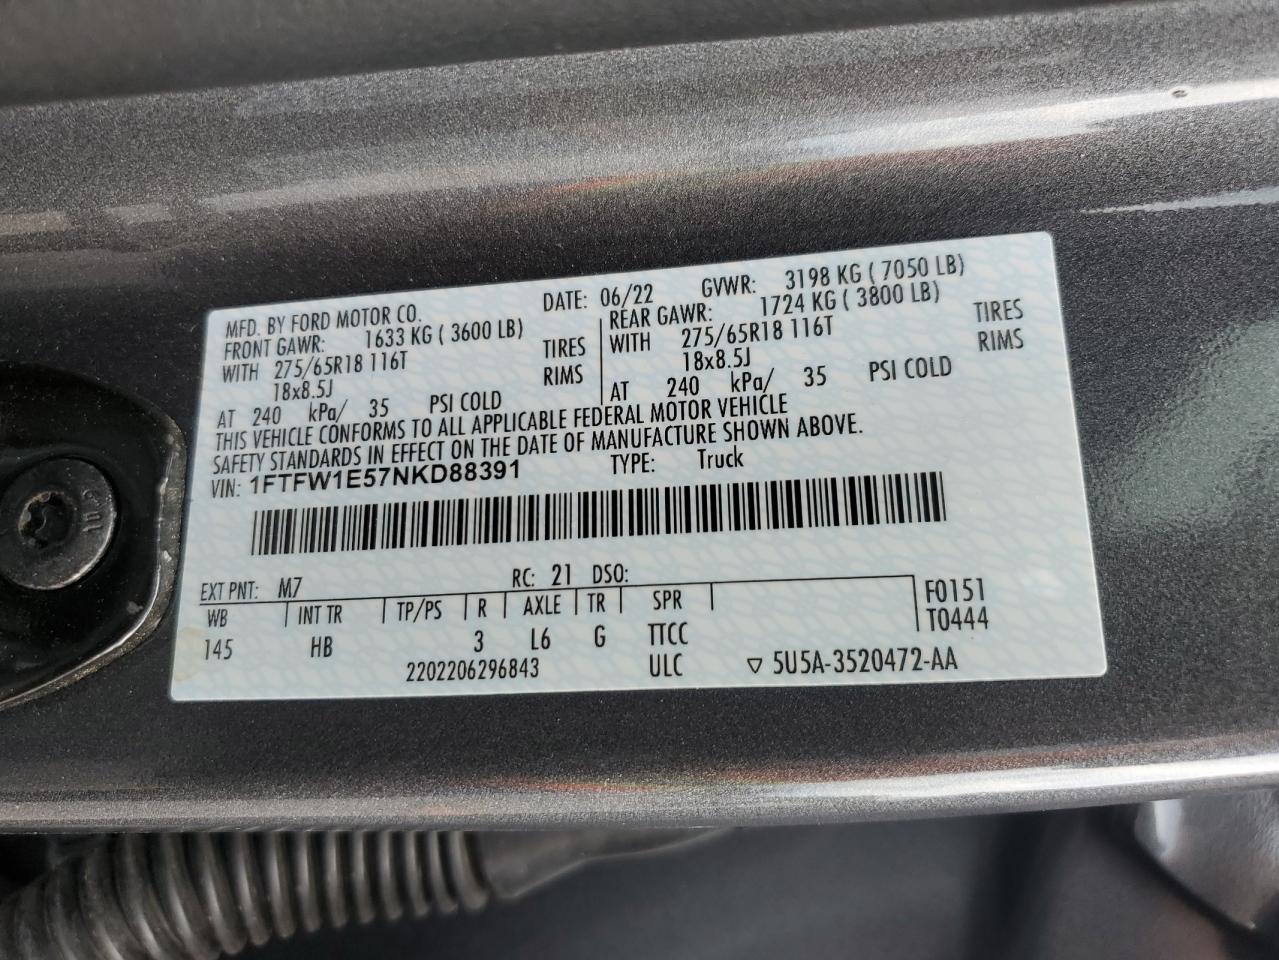 MFD. BY FORD MOTOR CO. DATE: 06/22 GVWR: 3198 KG ( 7050 LB)
FRONT GAWR: 1633 KG ( 3600 LB) REAR GAWR: 1724 KG ( 3800 LB)
WITH 275/65R18 116T TIRES WITH 275/65R18 116T TIRES
18x8.5J RIMS 18x8.5J RIMS
AT 240 kPa/ 35 PSI COLD AT 240 kPa/ 35 PSI COLD
THIS VEHICLE CONFORMS TO ALL APPLICABLE FEDERAL MOTOR VEHICLE
SAFETY STANDARDS IN EFFECT ON THE DATE OF MANUFACTURE SHOWN ABOVE.
VIN: 1FTFW1E57NKD88391 TYPE: Truck
EXT PNT: M7 RC: 21 DSO:
WB INT TR TP/PS R AXLE TR SPR F0151
T0444
145 HB 3 L6 G TTCC
2202206296843 ULC ▽ 5U5A-3520472-AA